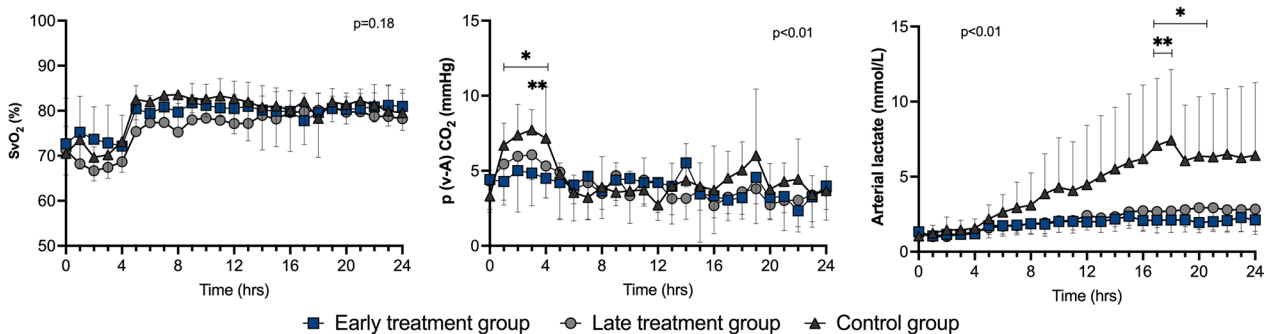 p=0.18
SvO2 (%)
100
90
80
70
60
50
0 4 8 12 16 20 24
Time (hrs)
p<0.01
*
**
p (v-A) CO2 (mmHg)
15
10
5
0
0 4 8 12 16 20 24
Time (hrs)
p<0.01
*
**
Arterial lactate (mmol/L)
15
10
5
0
0 4 8 12 16 20 24
Time (hrs)
Early treatment group Late treatment group Control group